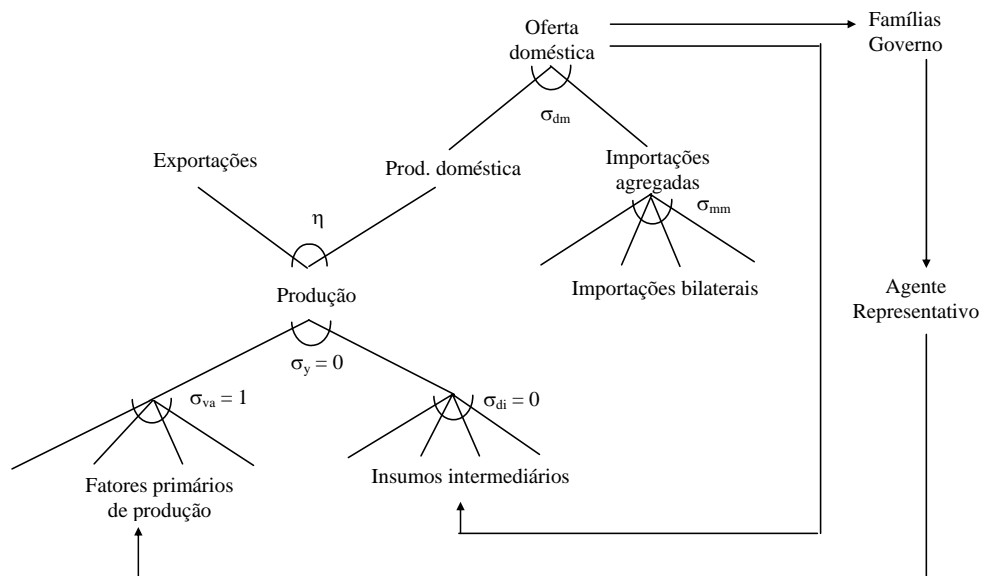 Oferta
doméstica
Famílias
Governo
σdm
Exportações
Prod. doméstica
Importações
agregadas
σmm
η
Importações bilaterais
Produção
Agente
Representativo
σy = 0
σva = 1
σdi = 0
Fatores primários
de produção
Insumos intermediários